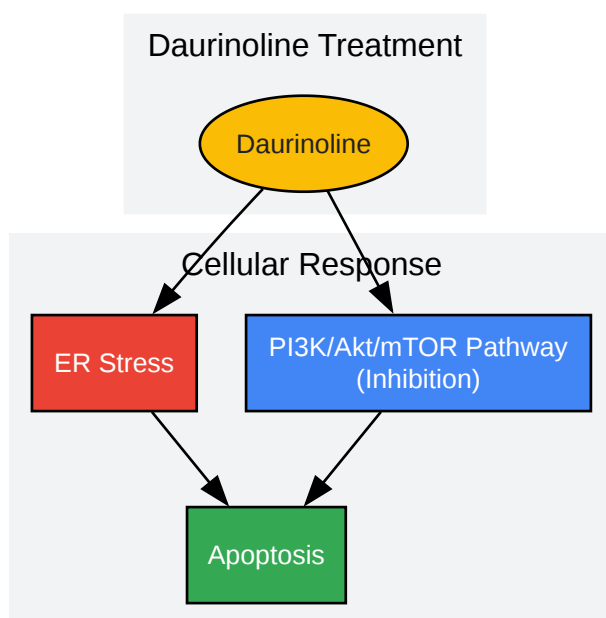 Daurinoline Treatment
Daurinoline
Cellular Response
ER Stress
PI3K/Akt/mTOR Pathway
(Inhibition)
Apoptosis